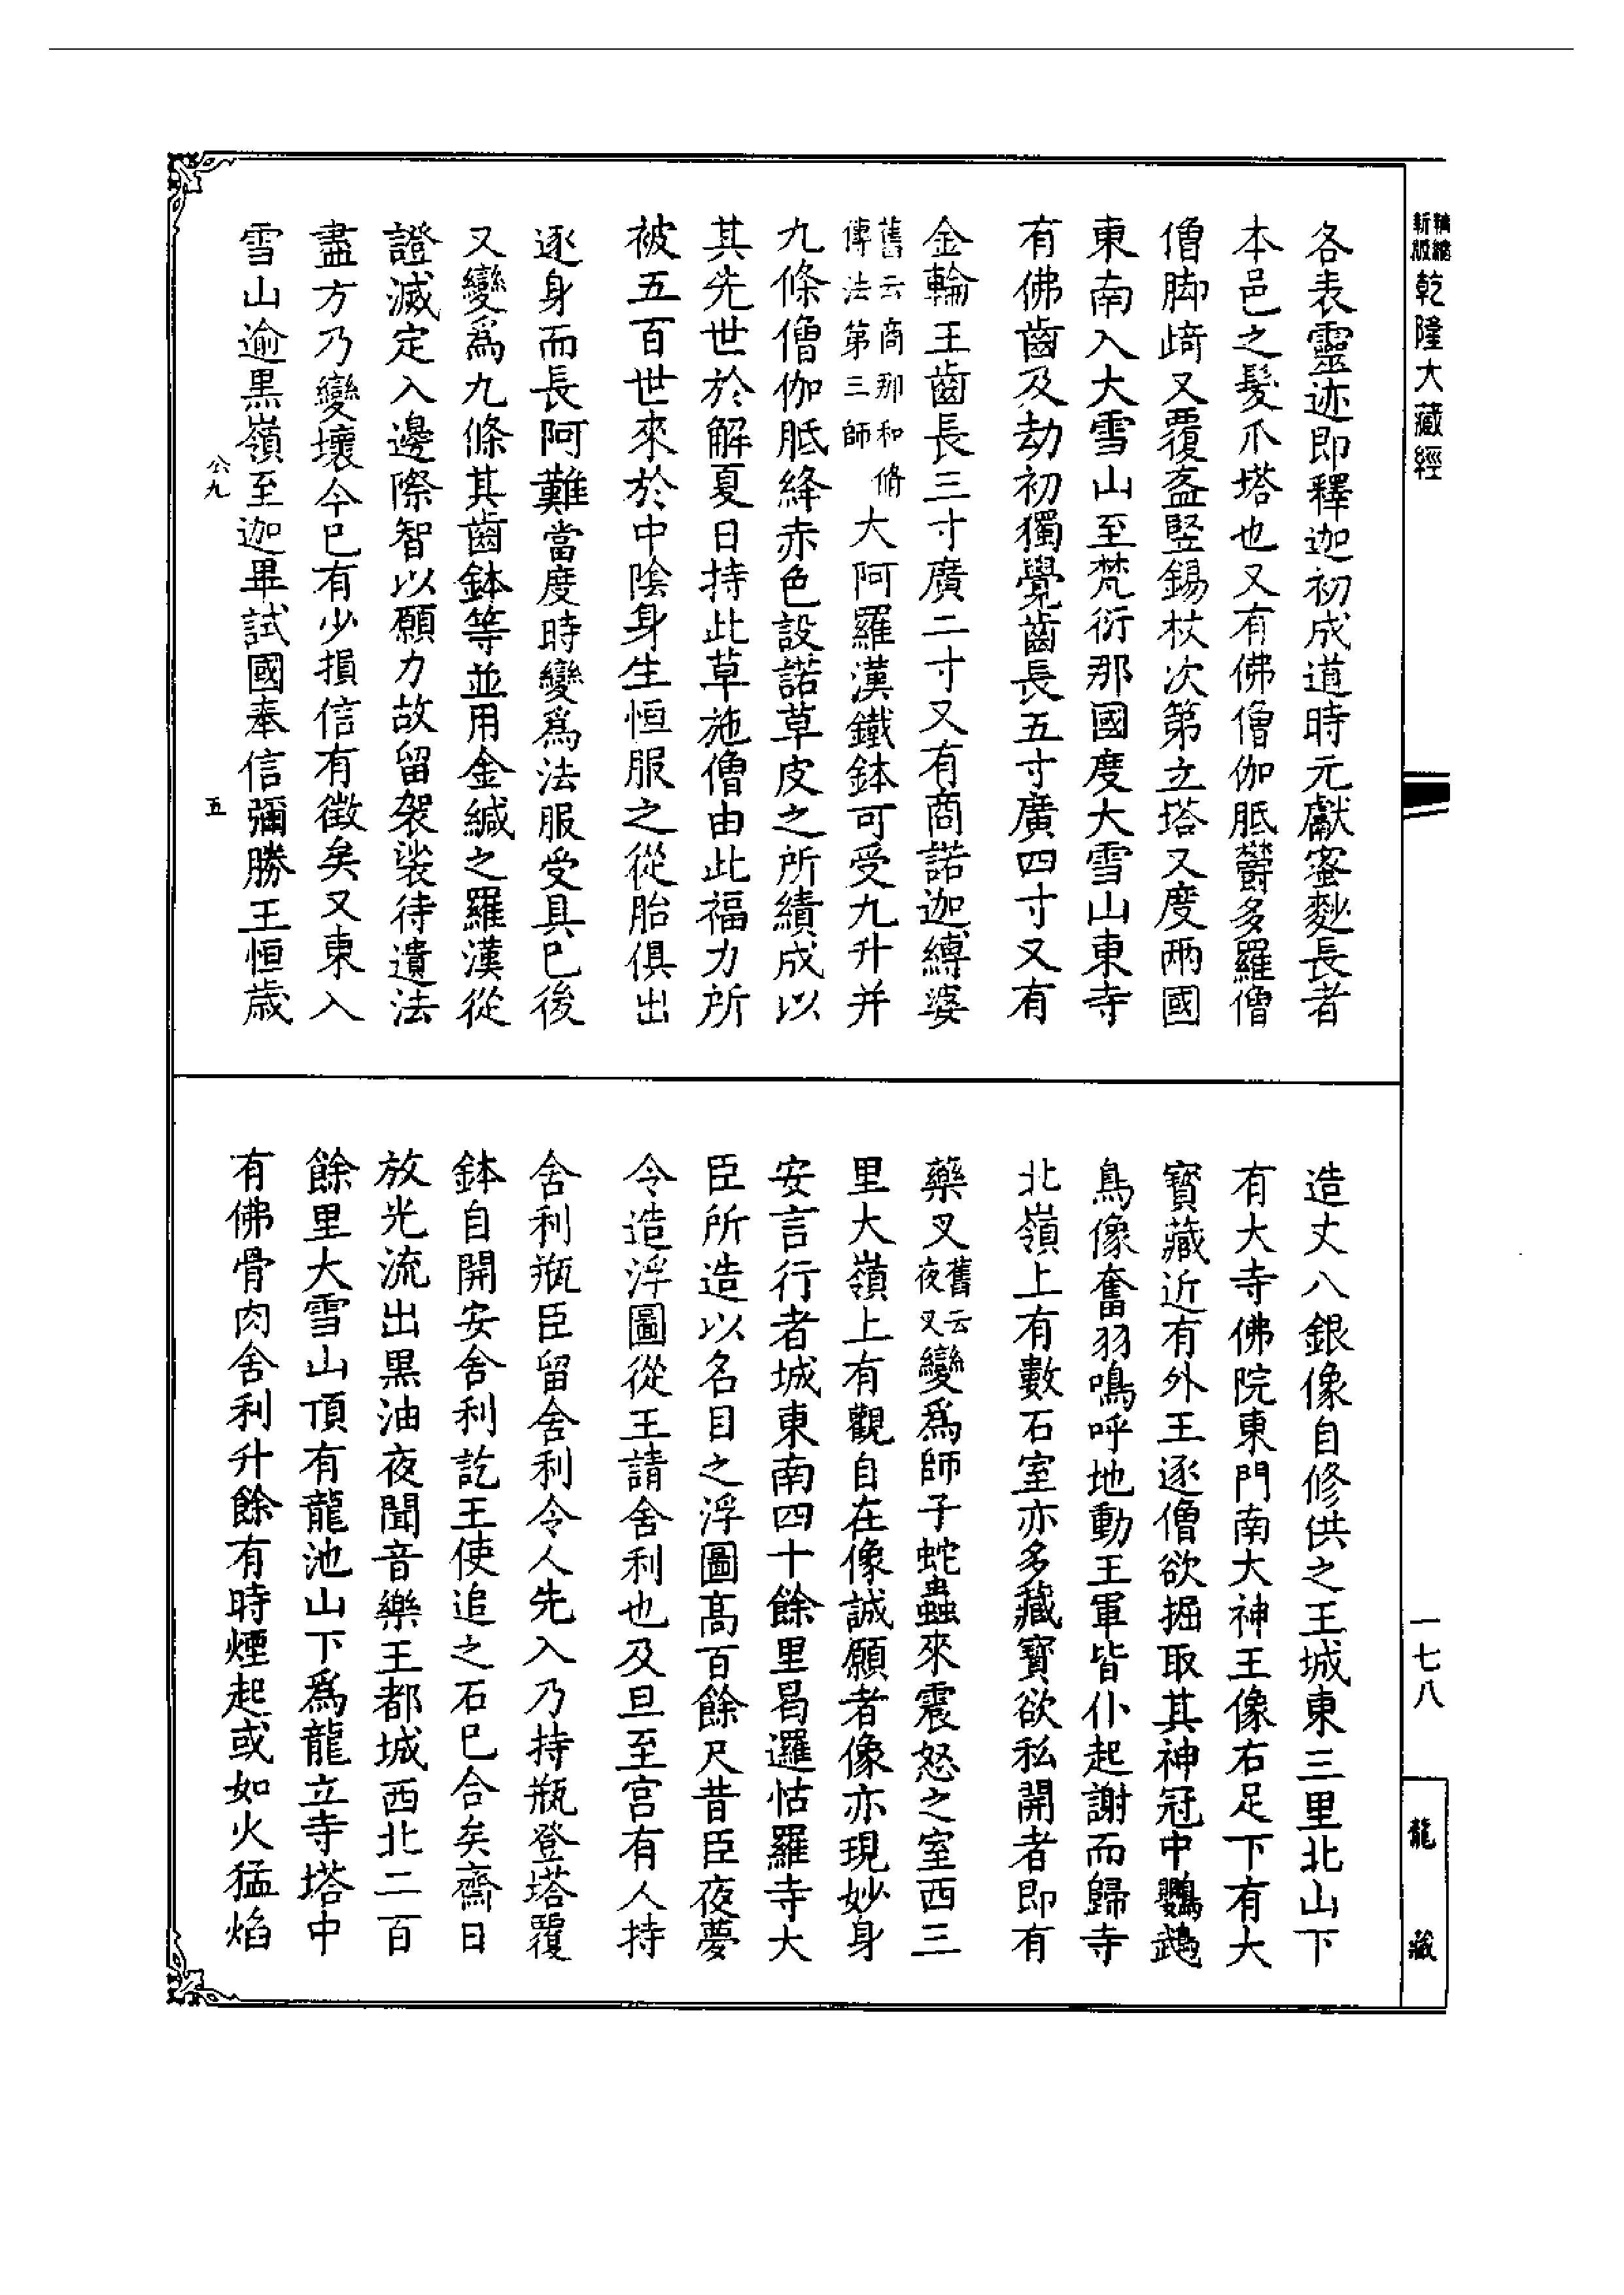 新版精縮乾隆大藏經
各表靈迹即釋迦初成道時元獻蜜麨長者
本邑之髮爪塔也又有佛僧伽胝欝多羅僧
僧脚崎又覆盋竪錫杖次第立塔又度兩國
東南入大雪山至梵衍那國度大雪山東寺
有佛齒及劫初獨覺齒長五寸廣四寸又有
金輪王齒長三寸廣二寸又有商諾迦縛婆
舊云商那和脩
傳法第三師
大阿羅漢鐵鉢可受九升并
九條僧伽胝絳赤色設諾草皮之所績成以
其先世於解夏日持此草施僧由此福力所
被五百世來於中陰身生恒服之從胎俱出
逐身而長阿難當度時變爲法服受具已後
又變爲九條其齒鉢等並用金緘之羅漢從
證滅定入邊際智以願力故留袈裟待遺法
盡方乃變壞今已有少損信有徵矣又東入
雪山逾黑嶺至迦畢試國奉信彌勝王恒歲
公九 五
造丈八銀像自修供之王城東三里北山下
有大寺佛院東門南大神王像右足下有大
寶藏近有外王逐僧欲掘取其神冠中鸚鵡
鳥像奮羽鳴呼地動王軍皆仆起謝而歸寺
北嶺上有數石室亦多藏寶欲私開者即有
藥叉
舊云
夜叉
變爲師子蛇蟲來震怒之室西三
里大嶺上有觀自在像誠願者像亦現妙身
安言行者城東南四十餘里曷邏怙羅寺大
臣所造以名目之浮圖高百餘尺昔臣夜夢
令造浮圖從王請舍利也及旦至宫有人持
舍利瓶臣留舍利令人先入乃持瓶登塔覆
鉢自開安舍利訖王使追之石已合矣齋日
放光流出黑油夜聞音樂王都城西北二百
餘里大雪山頂有龍池山下爲龍立寺塔中
有佛骨肉舍利升餘有時煙起或如火猛焰
一七八
龍藏